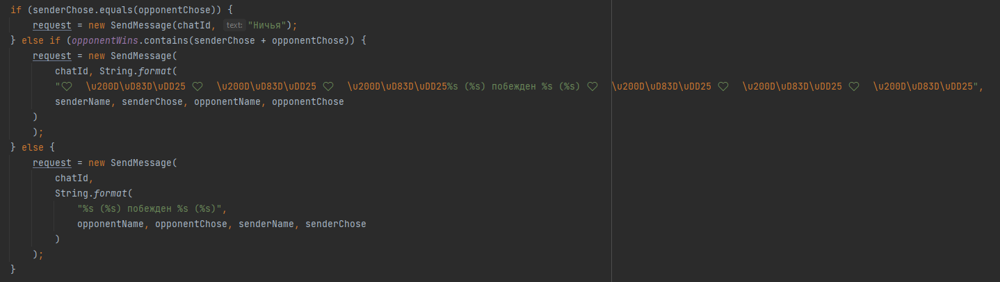 if (senderChose.equals(opponentChose)) {
    request = new SendMessage(chatId, text: "Ничья");
} else if (opponentWins.contains(senderChose + opponentChose)) {
    request = new SendMessage(
        chatId, String.format(
        "♡  \u200D\uD83D\uDD25 ♡  \u200D\uD83D\uDD25 ♡  \u200D\uD83D\uDD25%s (%s) побежден %s (%s) ♡  \u200D\uD83D\uDD25 ♡  \u200D\uD83D\uDD25 ♡  \u200D\uD83D\uDD25",
        senderName, senderChose, opponentName, opponentChose
    )
    );
} else {
    request = new SendMessage(
        chatId,
        String.format(
            "%s (%s) побежден %s (%s)",
            opponentName, opponentChose, senderName, senderChose
        )
    );
}